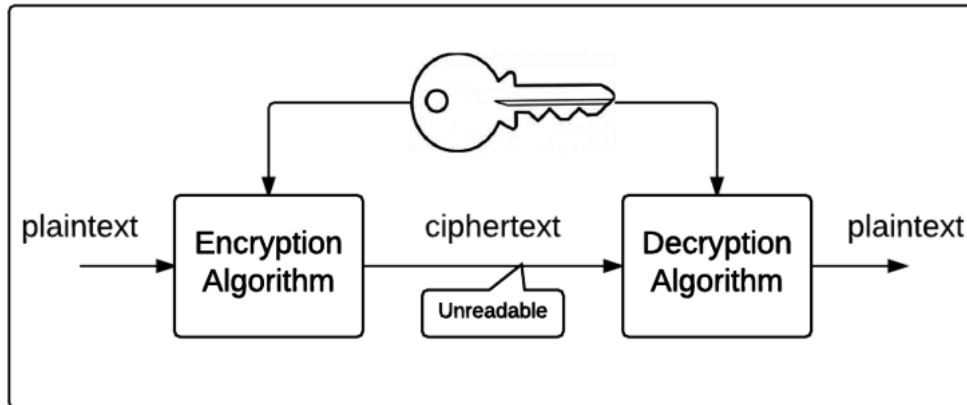 plaintext
Encryption
Algorithm
ciphertext
Unreadable
Decryption
Algorithm
plaintext